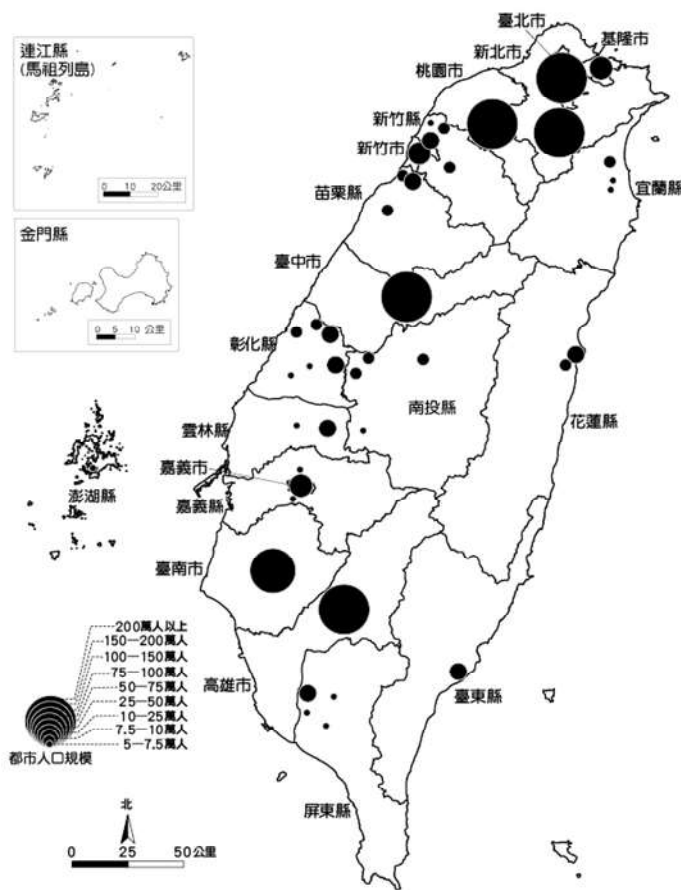 連江縣
(馬祖列島)
0 10 20公里
金門縣
0 5 10 公里
臺北市
新北市
基隆市
桃園市
新竹縣
新竹市
苗栗縣
宜蘭縣
臺中市
彰化縣
南投縣
花蓮縣
雲林縣
嘉義市
嘉義縣
澎湖縣
臺南市
高雄市
臺東縣
屏東縣
200萬人以上
150—200萬人
100—150萬人
75—100萬人
50—75萬人
25—50萬人
10—25萬人
7.5—10萬人
5—7.5萬人
都市人口規模
北
0 25 50公里